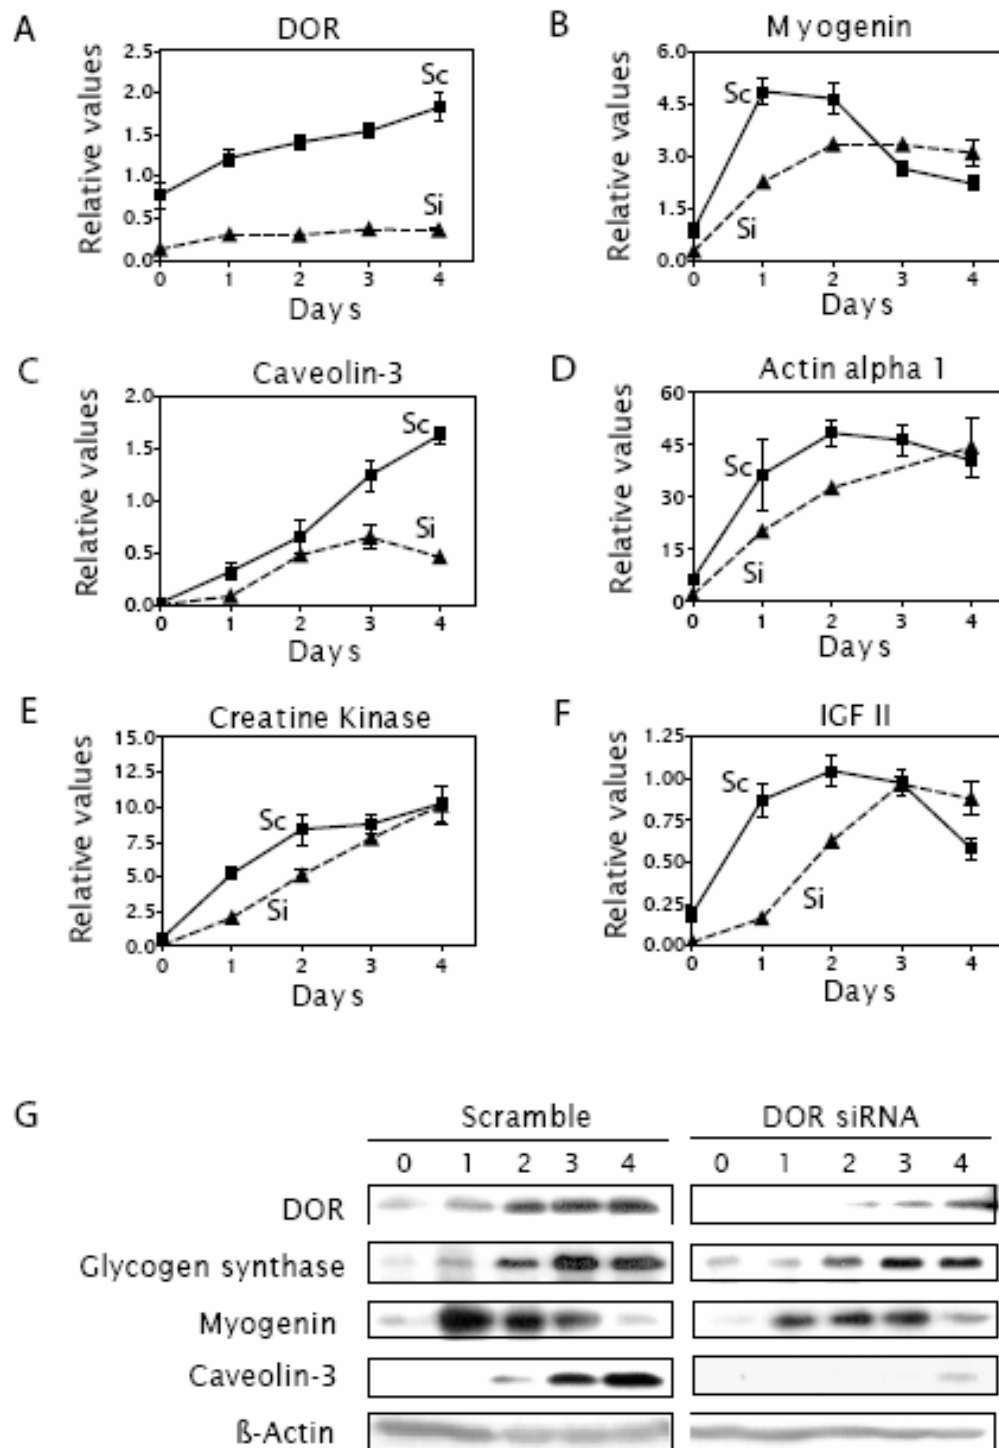 A
DOR
Relative values
2.5
2.0
1.5
1.0
0.5
0.0
Sc
Si
0 1 2 3 4
Days
B
Myogenin
Relative values
6.0
4.5
3.0
1.5
0.0
Sc
Si
0 1 2 3 4
Days
C
Caveolin-3
Relative values
2.0
1.5
1.0
0.5
0.0
Sc
Si
0 1 2 3 4
Days
D
Actin alpha 1
Relative values
60
45
30
15
0
Sc
Si
0 1 2 3 4
Days
E
Creatine Kinase
Relative values
15.0
12.5
10.0
7.5
5.0
2.5
0.0
Sc
Si
0 1 2 3 4
Days
F
IGF II
Relative values
1.25
1.00
0.75
0.50
0.25
0.00
Sc
Si
0 1 2 3 4
Days
G
Scramble DOR siRNA
0 1 2 3 4 0 1 2 3 4
DOR
Glycogen synthase
Myogenin
Caveolin-3
ß-Actin